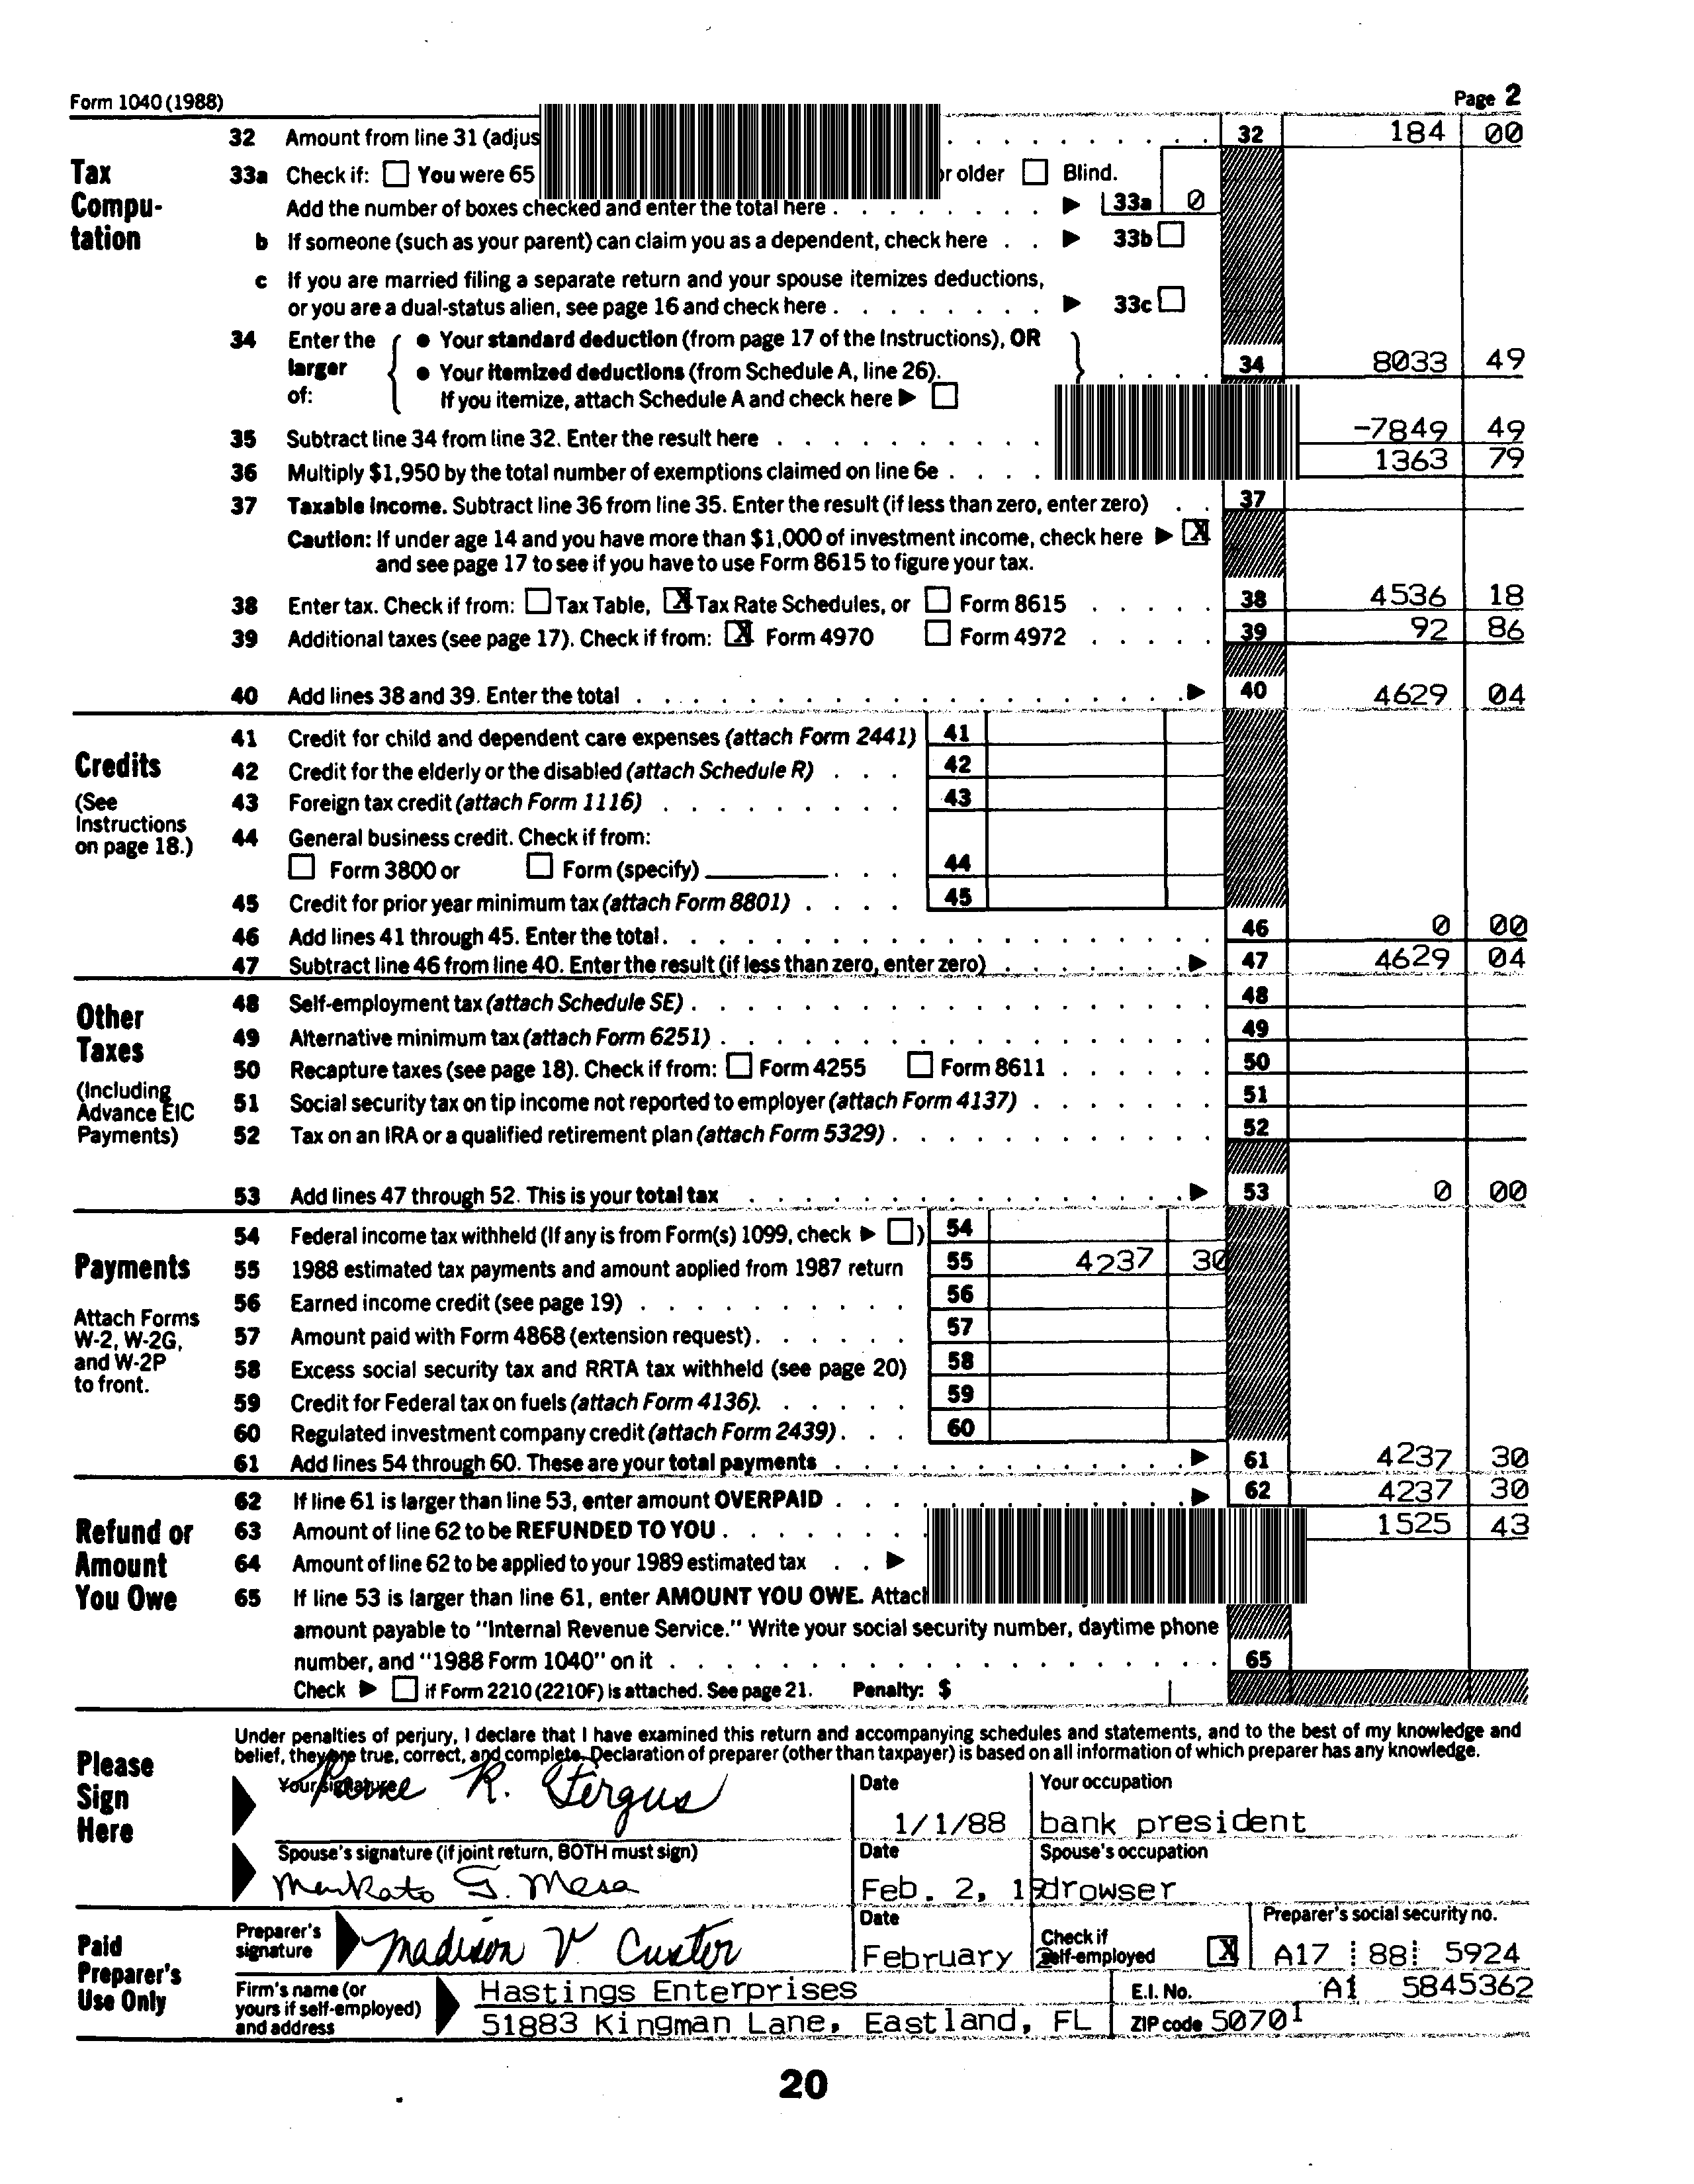 Form 1040 (1988) Page 2
32 Amount from line 31 (adjus 32 184 00
Tax Compu-tation
33a Check if: You were 65 or older Blind.
Add the number of boxes checked and enter the total here 33a 0
b If someone (such as your parent) can claim you as a dependent, check here 33b
c If you are married filing a separate return and your spouse itemizes deductions,
or you are a dual-status alien, see page 16 and check here 33c
34 Enter the larger of: • Your standard deduction (from page 17 of the Instructions), OR
• Your itemized deductions (from Schedule A, line 26). 34 8033 49
If you itemize, attach Schedule A and check here
35 Subtract line 34 from line 32. Enter the result here -7849 49
36 Multiply $1,950 by the total number of exemptions claimed on line 6e 1363 79
37 Taxable income. Subtract line 36 from line 35. Enter the result (if less than zero, enter zero) 37
Caution: If under age 14 and you have more than $1,000 of investment income, check here X
and see page 17 to see if you have to use Form 8615 to figure your tax.
38 Enter tax. Check if from: Tax Table, X Tax Rate Schedules, or Form 8615 38 4536 18
39 Additional taxes (see page 17). Check if from: X Form 4970 Form 4972 39 92 86
40 Add lines 38 and 39. Enter the total 40 4629 04
Credits
(See Instructions on page 18.)
41 Credit for child and dependent care expenses (attach Form 2441) 41
42 Credit for the elderly or the disabled (attach Schedule R) 42
43 Foreign tax credit (attach Form 1116) 43
44 General business credit. Check if from:
Form 3800 or Form (specify) 44
45 Credit for prior year minimum tax (attach Form 8801) 45
46 Add lines 41 through 45. Enter the total. 46 0 00
47 Subtract line 46 from line 40. Enter the result (if less than zero, enter zero) 47 4629 04
Other Taxes
(Including Advance EIC Payments)
48 Self-employment tax (attach Schedule SE) 48
49 Alternative minimum tax (attach Form 6251) 49
50 Recapture taxes (see page 18). Check if from: Form 4255 Form 8611 50
51 Social security tax on tip income not reported to employer (attach Form 4137) 51
52 Tax on an IRA or a qualified retirement plan (attach Form 5329) 52
53 Add lines 47 through 52. This is your total tax 53 0 00
Payments
Attach Forms W-2, W-2G, and W-2P to front.
54 Federal income tax withheld (If any is from Form(s) 1099, check ) 54
55 1988 estimated tax payments and amount applied from 1987 return 55 4237 30
56 Earned income credit (see page 19) 56
57 Amount paid with Form 4868 (extension request) 57
58 Excess social security tax and RRTA tax withheld (see page 20) 58
59 Credit for Federal tax on fuels (attach Form 4136). 59
60 Regulated investment company credit (attach Form 2439) 60
61 Add lines 54 through 60. These are your total payments 61 4237 30
62 If line 61 is larger than line 53, enter amount OVERPAID 62 4237 30
Refund or Amount You Owe
63 Amount of line 62 to be REFUNDED TO YOU 1525 43
64 Amount of line 62 to be applied to your 1989 estimated tax
65 If line 53 is larger than line 61, enter AMOUNT YOU OWE. Attach
amount payable to "Internal Revenue Service." Write your social security number, daytime phone
number, and "1988 Form 1040" on it 65
Check if Form 2210 (2210F) is attached. See page 21. Penalty: $
Please Sign Here
Under penalties of perjury, I declare that I have examined this return and accompanying schedules and statements, and to the best of my knowledge and
belief, they are true, correct, and complete. Declaration of preparer (other than taxpayer) is based on all information of which preparer has any knowledge.
Your signature Date Your occupation
R. Fergus 1/1/88 bank president
Spouse's signature (if joint return, BOTH must sign) Date Spouse's occupation
Mankato G. Mesa Feb. 2, drowser
Paid Preparer's Use Only
Preparer's signature Madison V. Custer Date February Check if self-employed X Preparer's social security no. A17 88 5924
Firm's name (or yours if self-employed) and address Hastings Enterprises E.I. No. A1 5845362
51883 Kingman Lane, Eastland, FL ZIP code 50701
20